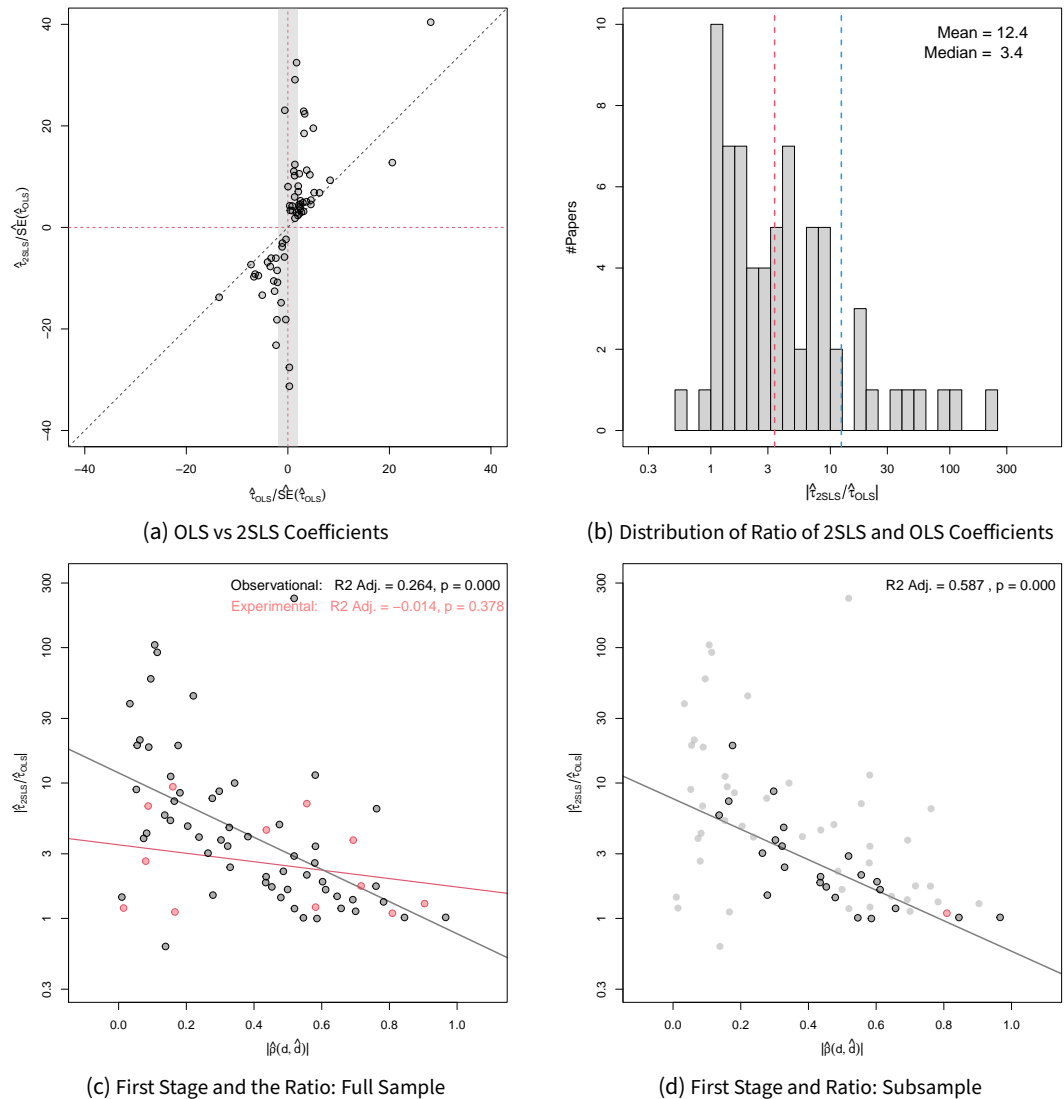 40
20
0
−20
−40
τ̂2SLS/ŜE(τ̂OLS)
−40 −20 0 20 40
τ̂OLS/ŜE(τ̂OLS)
(a) OLS vs 2SLS Coefficients
Mean = 12.4
Median = 3.4
10
8
6
4
2
0
#Papers
0.3 1 3 10 30 100 300
|τ̂2SLS/τ̂OLS|
(b) Distribution of Ratio of 2SLS and OLS Coefficients
Observational: R2 Adj. = 0.264, p = 0.000
Experimental: R2 Adj. = −0.014, p = 0.378
300
100
30
10
3
1
0.3
|τ̂2SLS/τ̂OLS|
0.0 0.2 0.4 0.6 0.8 1.0
|β̂(d, d̂)|
(c) First Stage and the Ratio: Full Sample
R2 Adj. = 0.587 , p = 0.000
300
100
30
10
3
1
0.3
|τ̂2SLS/τ̂OLS|
0.0 0.2 0.4 0.6 0.8 1.0
|β̂(d, d̂)|
(d) First Stage and Ratio: Subsample